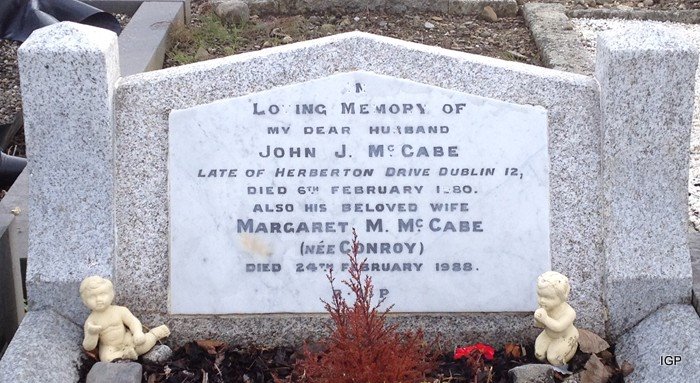 N
LOVING MEMORY OF
MY DEAR HUSBAND
JOHN J. McCABE
LATE OF HERBERTON DRIVE DUBLIN 12,
DIED 6TH FEBRUARY 1980.
ALSO HIS BELOVED WIFE
MARGARET M. McCABE
(NÉE CONROY)
DIED 24TH FEBRUARY 1988.
R. P
IGP